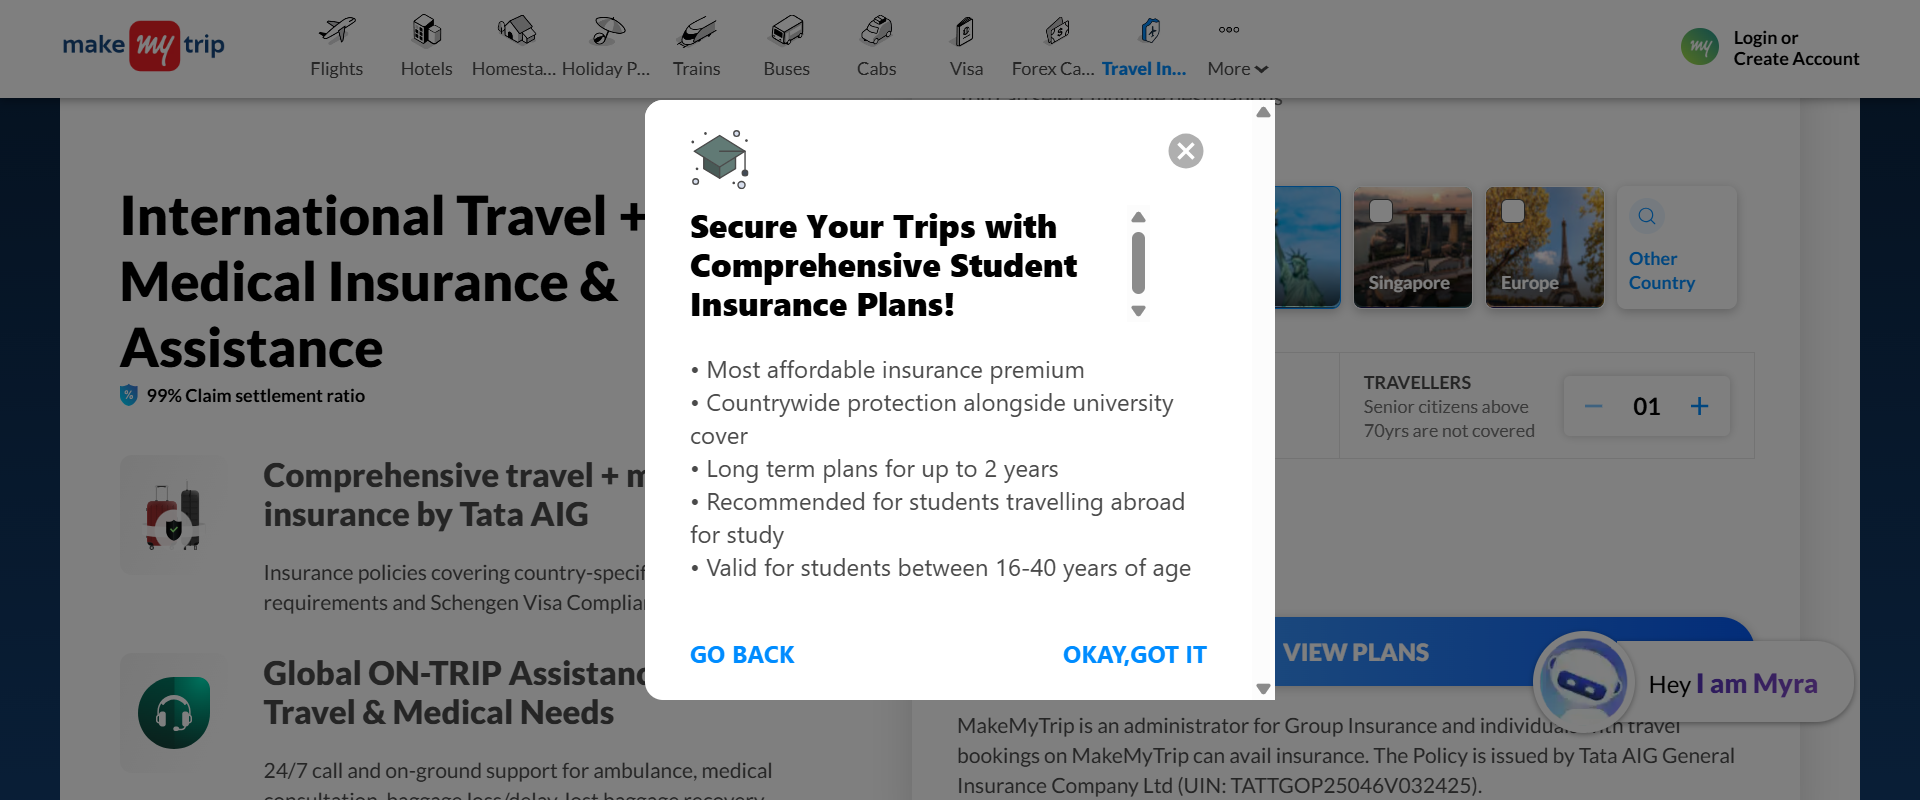 make my trip
Flights
Hotels
Homesta...
Holiday P...
Trains
Buses
Cabs
Visa
Forex Ca...
Travel In...
More
my
Login or
Create Account
International Travel +
Medical Insurance &
Assistance
99% Claim settlement ratio
Comprehensive travel + m
insurance by Tata AIG
Insurance policies covering country-specif
requirements and Schengen Visa Complia
Global ON-TRIP Assistanc
Travel & Medical Needs
24/7 call and on-ground support for ambulance, medical
Secure Your Trips with
Comprehensive Student
Insurance Plans!
• Most affordable insurance premium
• Countrywide protection alongside university
cover
• Long term plans for up to 2 years
• Recommended for students travelling abroad
for study
• Valid for students between 16-40 years of age
GO BACK
OKAY,GOT IT
Singapore
Europe
Other
Country
TRAVELLERS
Senior citizens above
70yrs are not covered
− 01 +
VIEW PLANS
Hey I am Myra
MakeMyTrip is an administrator for Group Insurance and individuals with travel
bookings on MakeMyTrip can avail insurance. The Policy is issued by Tata AIG General
Insurance Company Ltd (UIN: TATTGOP25046V032425).